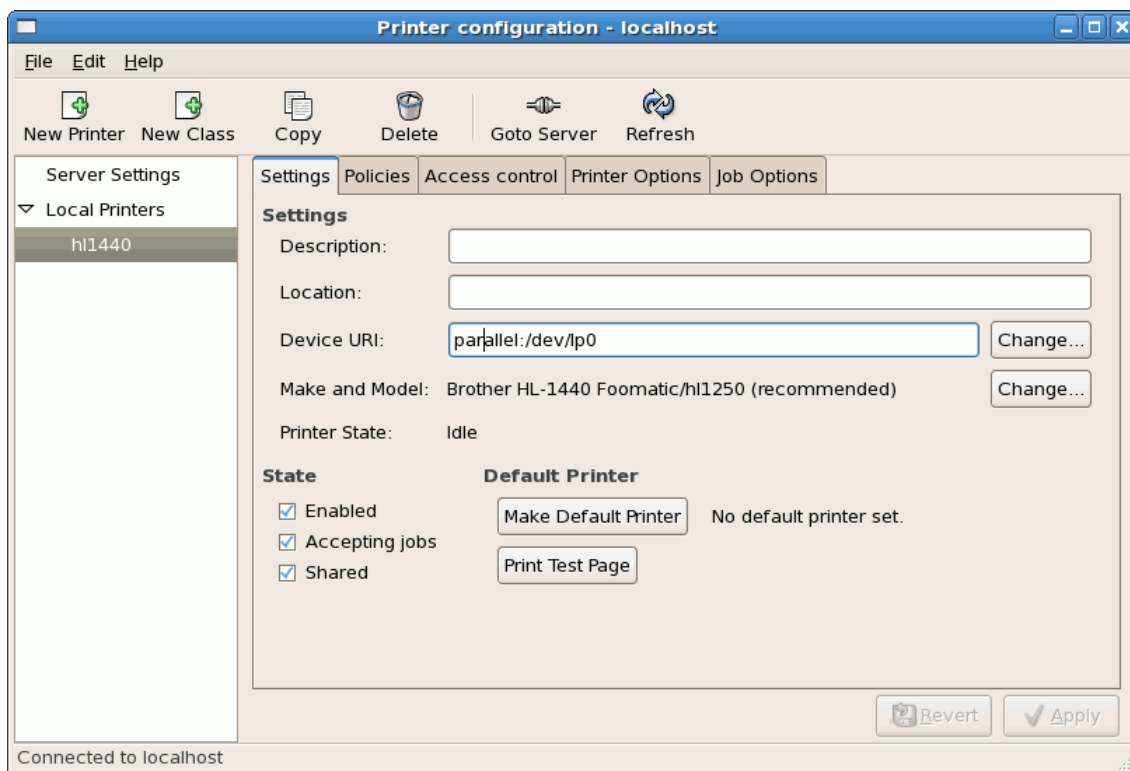 Printer configuration - localhost
File Edit Help
New Printer New Class Copy Delete Goto Server Refresh
Server Settings
Local Printers
hl1440
Settings Policies Access control Printer Options Job Options
Settings
Description:
Location:
Device URI: parallel:/dev/lp0 Change...
Make and Model: Brother HL-1440 Foomatic/hl1250 (recommended) Change...
Printer State: Idle
State Default Printer
Enabled Make Default Printer No default printer set.
Accepting jobs
Print Test Page
Shared
Revert Apply
Connected to localhost